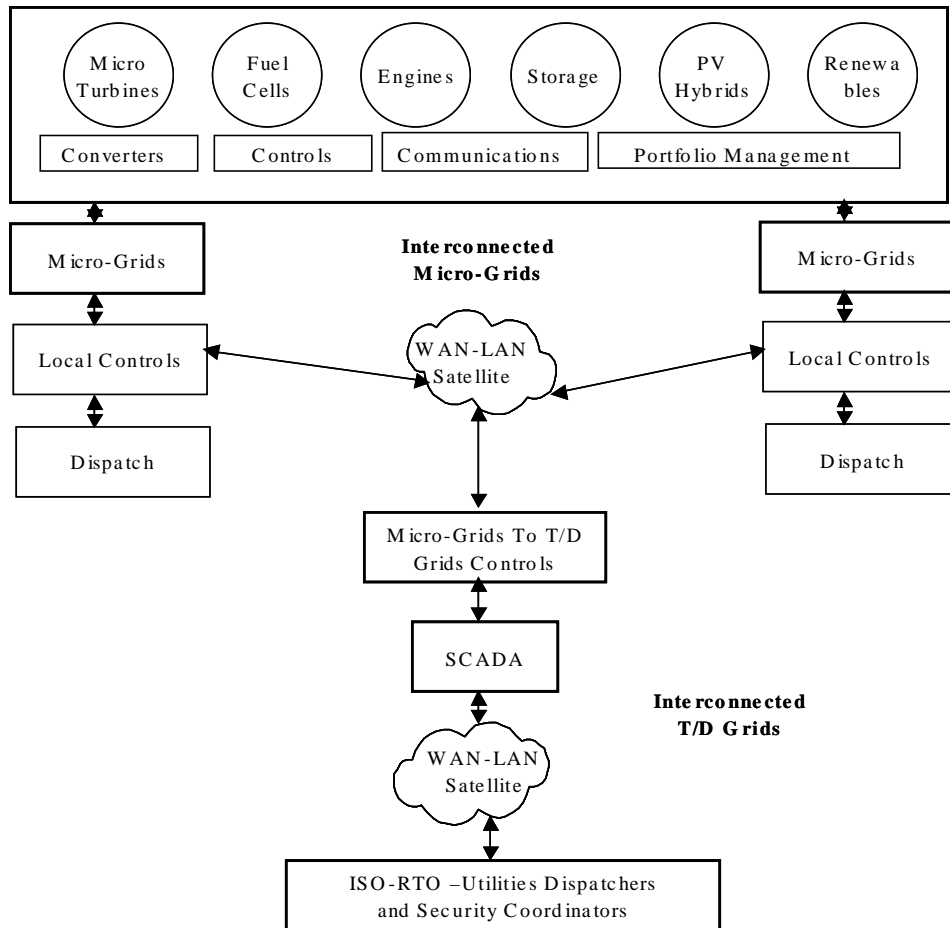 Micro
Turbines
Fuel
Cells
Engines
Storage
PV
Hybrids
Renewa
bles
Converters
Controls
Communications
Portfolio Management
Micro-Grids
Interconnected
Micro-Grids
Micro-Grids
Local Controls
WAN-LAN
Satellite
Local Controls
Dispatch
Dispatch
Micro-Grids To T/D
Grids Controls
SCADA
Interconnected
T/D Grids
WAN-LAN
Satellite
ISO-RTO –Utilities Dispatchers
and Security Coordinators